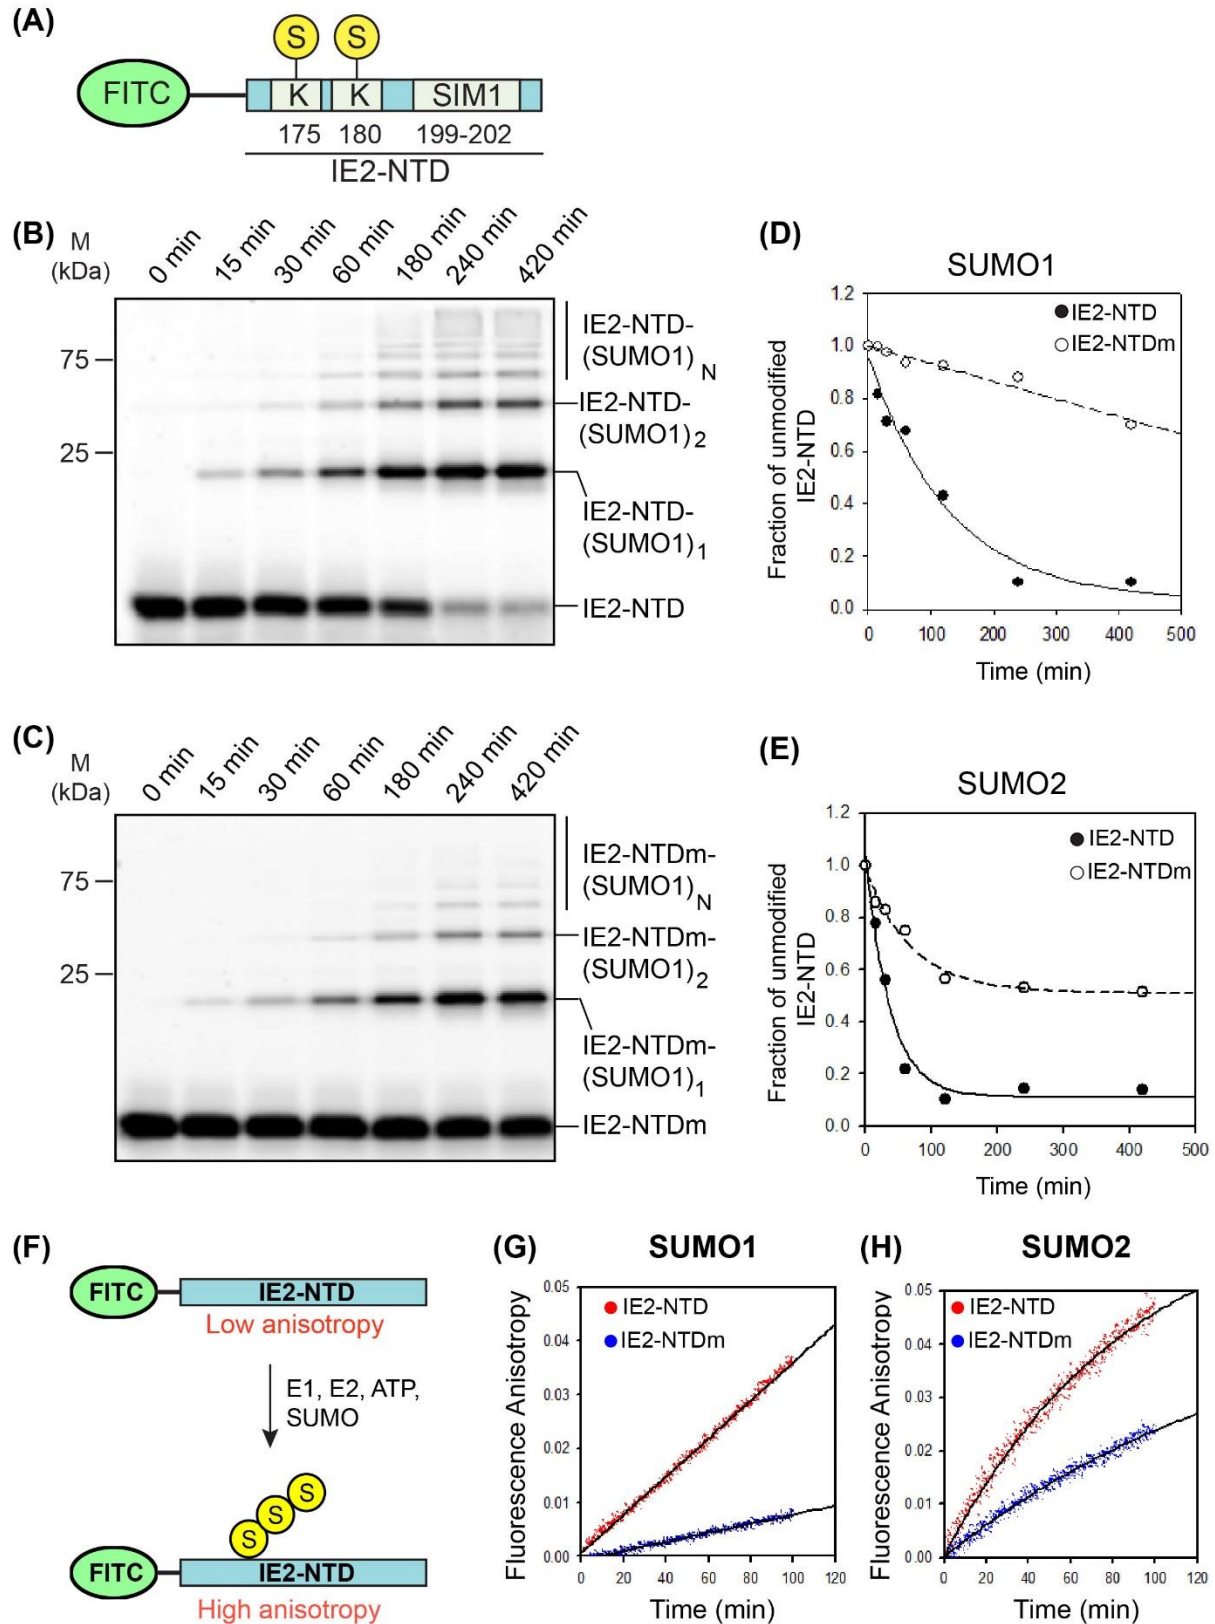 (A)
S S
FITC K K SIM1
175 180 199-202
IE2-NTD
(B)
M
(kDa)
0 min 15 min 30 min 60 min 180 min 240 min 420 min
75
25
IE2-NTD-
(SUMO1)N
IE2-NTD-
(SUMO1)2
IE2-NTD-
(SUMO1)1
IE2-NTD
(C)
M
(kDa)
0 min 15 min 30 min 60 min 180 min 240 min 420 min
75
25
IE2-NTDm-
(SUMO1)N
IE2-NTDm-
(SUMO1)2
IE2-NTDm-
(SUMO1)1
IE2-NTDm
(D)
SUMO1
IE2-NTD
IE2-NTDm
Fraction of unmodified
IE2-NTD
1.2
1.0
0.8
0.6
0.4
0.2
0.0
0 100 200 300 400 500
Time (min)
(E)
SUMO2
IE2-NTD
IE2-NTDm
Fraction of unmodified
IE2-NTD
1.2
1.0
0.8
0.6
0.4
0.2
0.0
0 100 200 300 400 500
Time (min)
(F)
FITC IE2-NTD
Low anisotropy
E1, E2, ATP,
SUMO
S
S
S
FITC IE2-NTD
High anisotropy
(G) SUMO1
IE2-NTD
IE2-NTDm
Fluorescence Anisotropy
0.05
0.04
0.03
0.02
0.01
0.00
0 20 40 60 80 100 120
Time (min)
(H) SUMO2
IE2-NTD
IE2-NTDm
Fluorescence Anisotropy
0.05
0.04
0.03
0.02
0.01
0.00
0 20 40 60 80 100 120
Time (min)